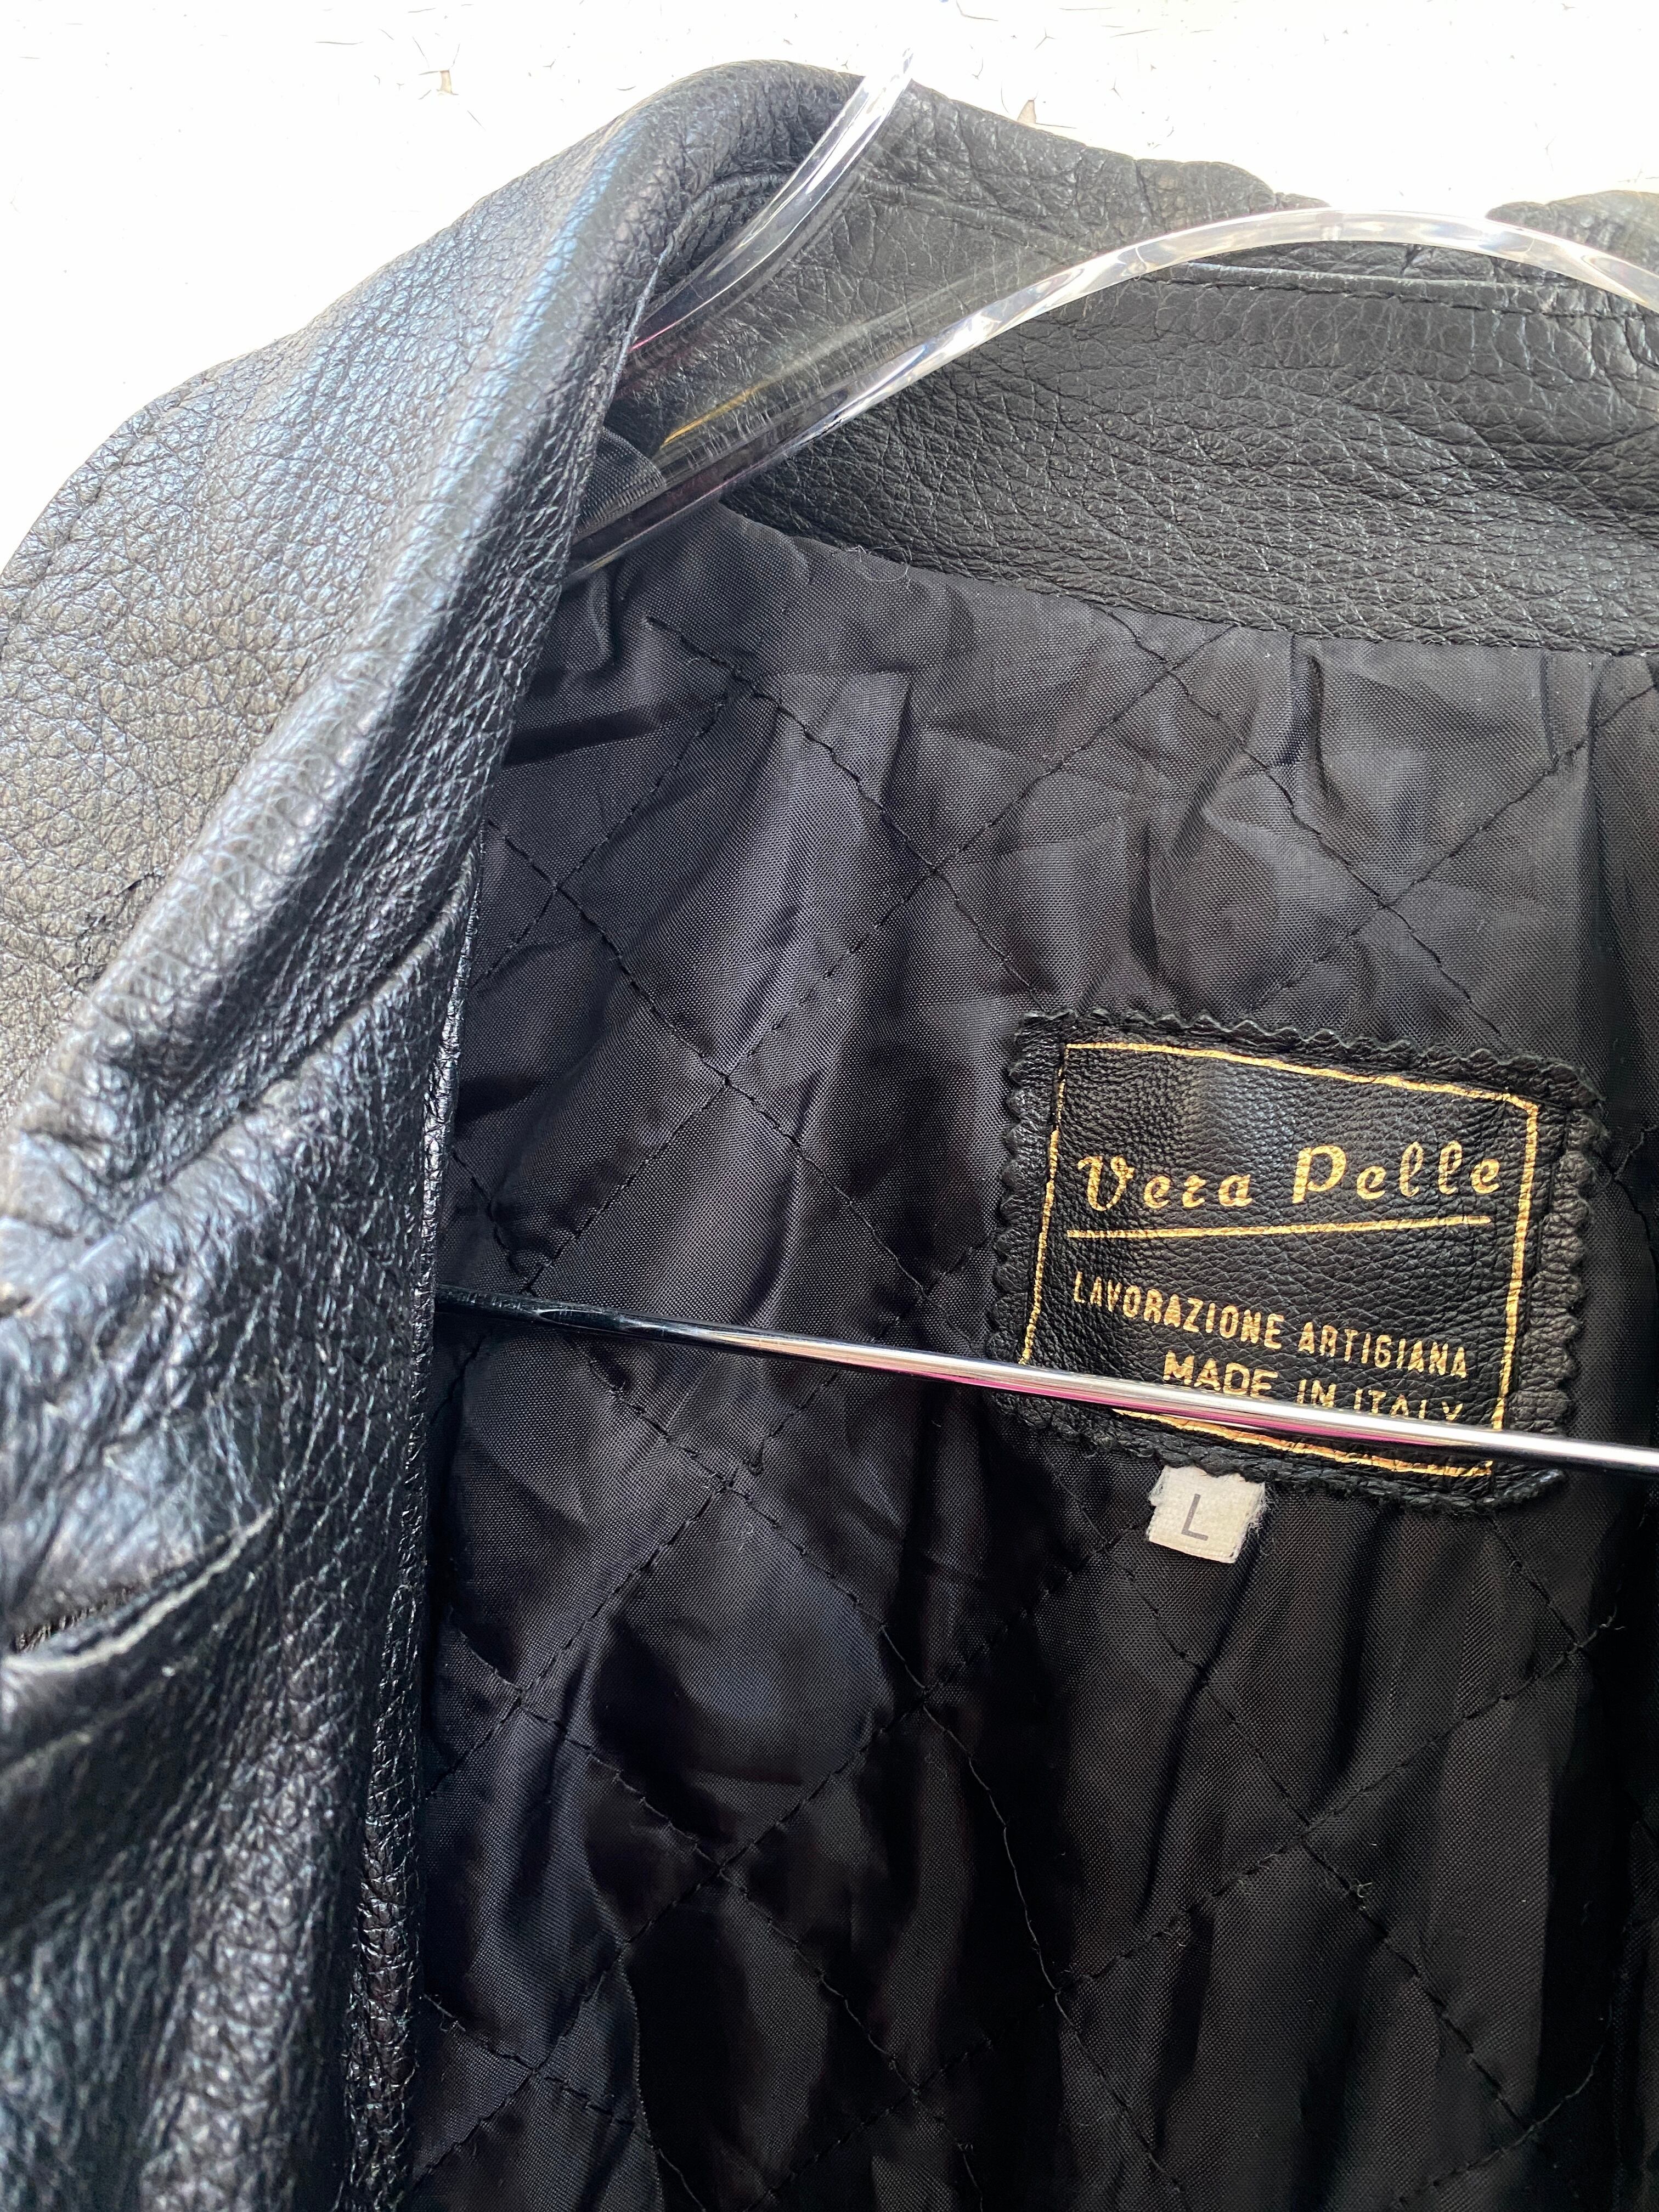 Vera Pelle
LAVORAZIONE ARTIGIANA
MADE IN ITALY
L